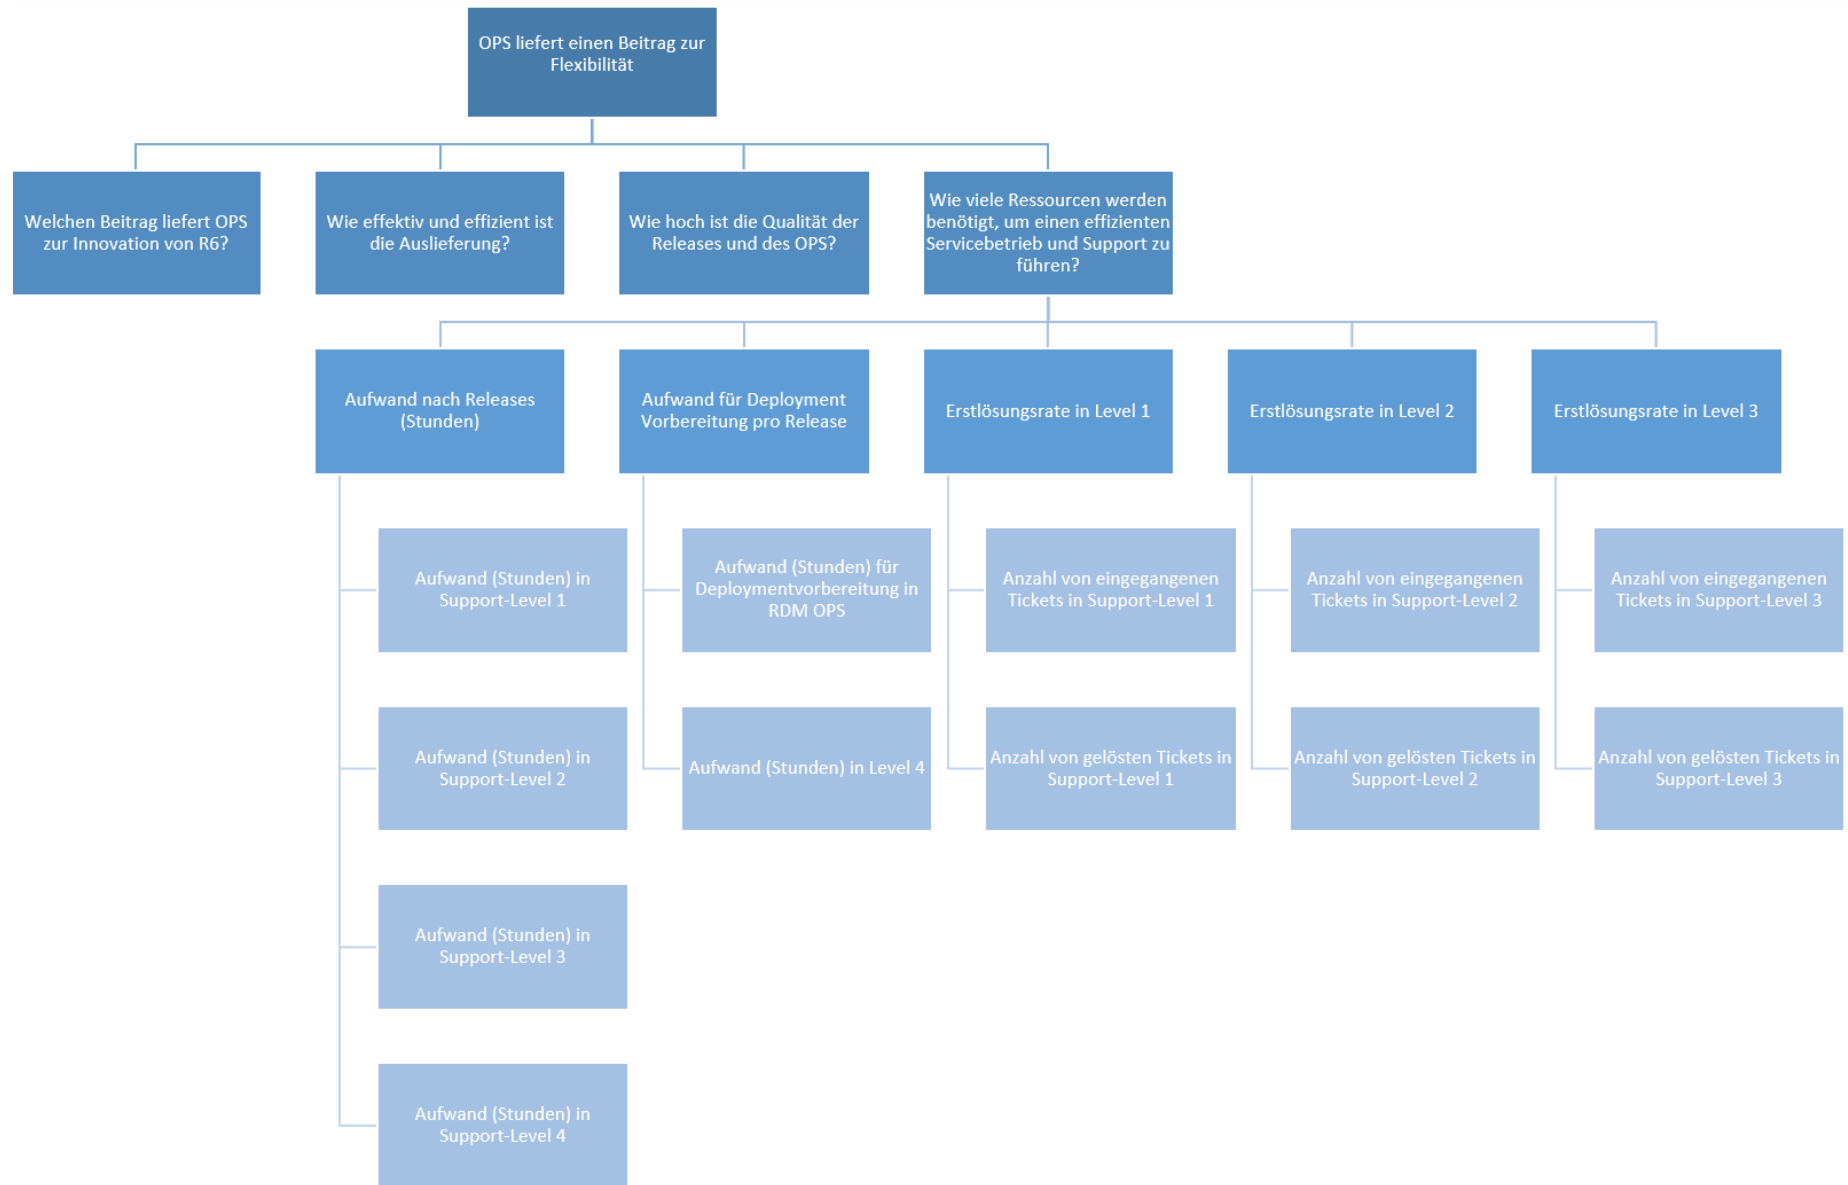 OPS liefert einen Beitrag zur
Flexibilität
Welchen Beitrag liefert OPS
zur Innovation von R6?
Wie effektiv und effizient ist
die Auslieferung?
Wie hoch ist die Qualität der
Releases und des OPS?
Wie viele Ressourcen werden
benötigt, um einen effizienten
Servicebetrieb und Support zu
führen?
Aufwand nach Releases
(Stunden)
Aufwand für Deployment
Vorbereitung pro Release
Erstlösungsrate in Level 1
Erstlösungsrate in Level 2
Erstlösungsrate in Level 3
Aufwand (Stunden) in
Support-Level 1
Aufwand (Stunden) für
Deploymentvorbereitung in
RDM OPS
Anzahl von eingegangenen
Tickets in Support-Level 1
Anzahl von eingegangenen
Tickets in Support-Level 2
Anzahl von eingegangenen
Tickets in Support-Level 3
Aufwand (Stunden) in
Support-Level 2
Aufwand (Stunden) in Level 4
Anzahl von gelösten Tickets in
Support-Level 1
Anzahl von gelösten Tickets in
Support-Level 2
Anzahl von gelösten Tickets in
Support-Level 3
Aufwand (Stunden) in
Support-Level 3
Aufwand (Stunden) in
Support-Level 4